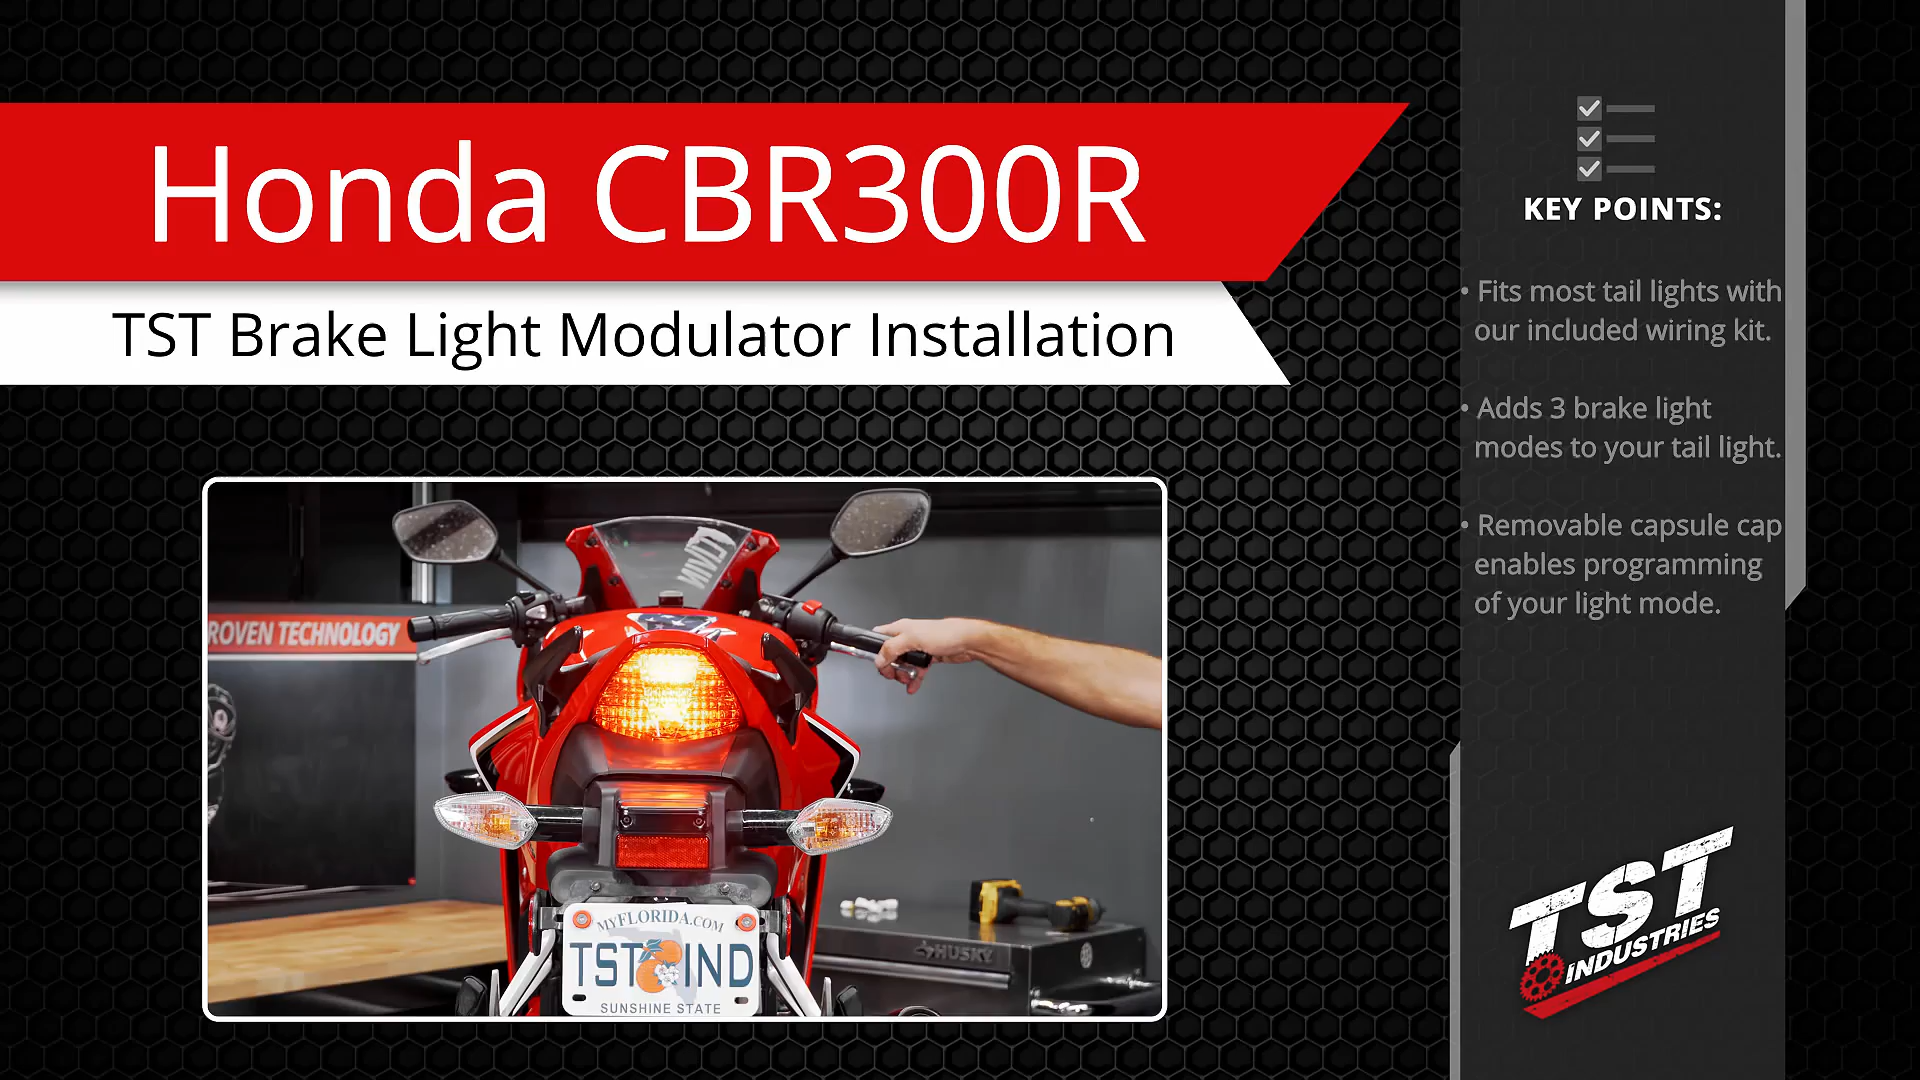 Honda CBR300R
TST Brake Light Modulator Installation
KEY POINTS:
• Fits most tail lights with
our included wiring kit.
• Adds 3 brake light
modes to your tail light.
• Removable capsule cap
enables programming
of your light mode.
ROVEN TECHNOLOGY
HUSKY
MYFLORIDA.COM
TST IND
SUNSHINE STATE
TST
INDUSTRIES